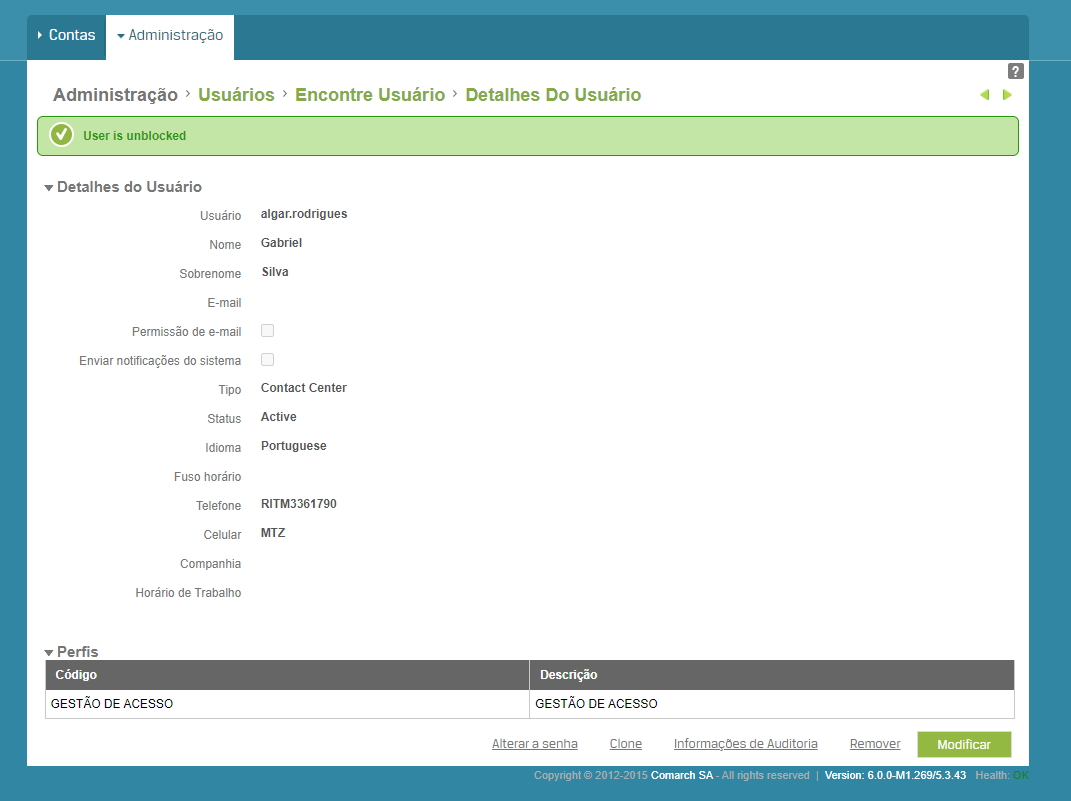 Contas
Administração
?
Administração › Usuários › Encontre Usuário › Detalhes Do Usuário
User is unblocked
Detalhes do Usuário
Usuário algar.rodrigues
Nome Gabriel
Sobrenome Silva
E-mail
Permissão de e-mail
Enviar notificações do sistema
Tipo Contact Center
Status Active
Idioma Portuguese
Fuso horário
Telefone RITM3361790
Celular MTZ
Companhia
Horário de Trabalho
Perfis
Código Descrição
GESTÃO DE ACESSO GESTÃO DE ACESSO
Alterar a senha Clone Informações de Auditoria Remover Modificar
Copyright © 2012-2015 Comarch SA - All rights reserved | Version: 6.0.0-M1.269/5.3.43 Health: OK